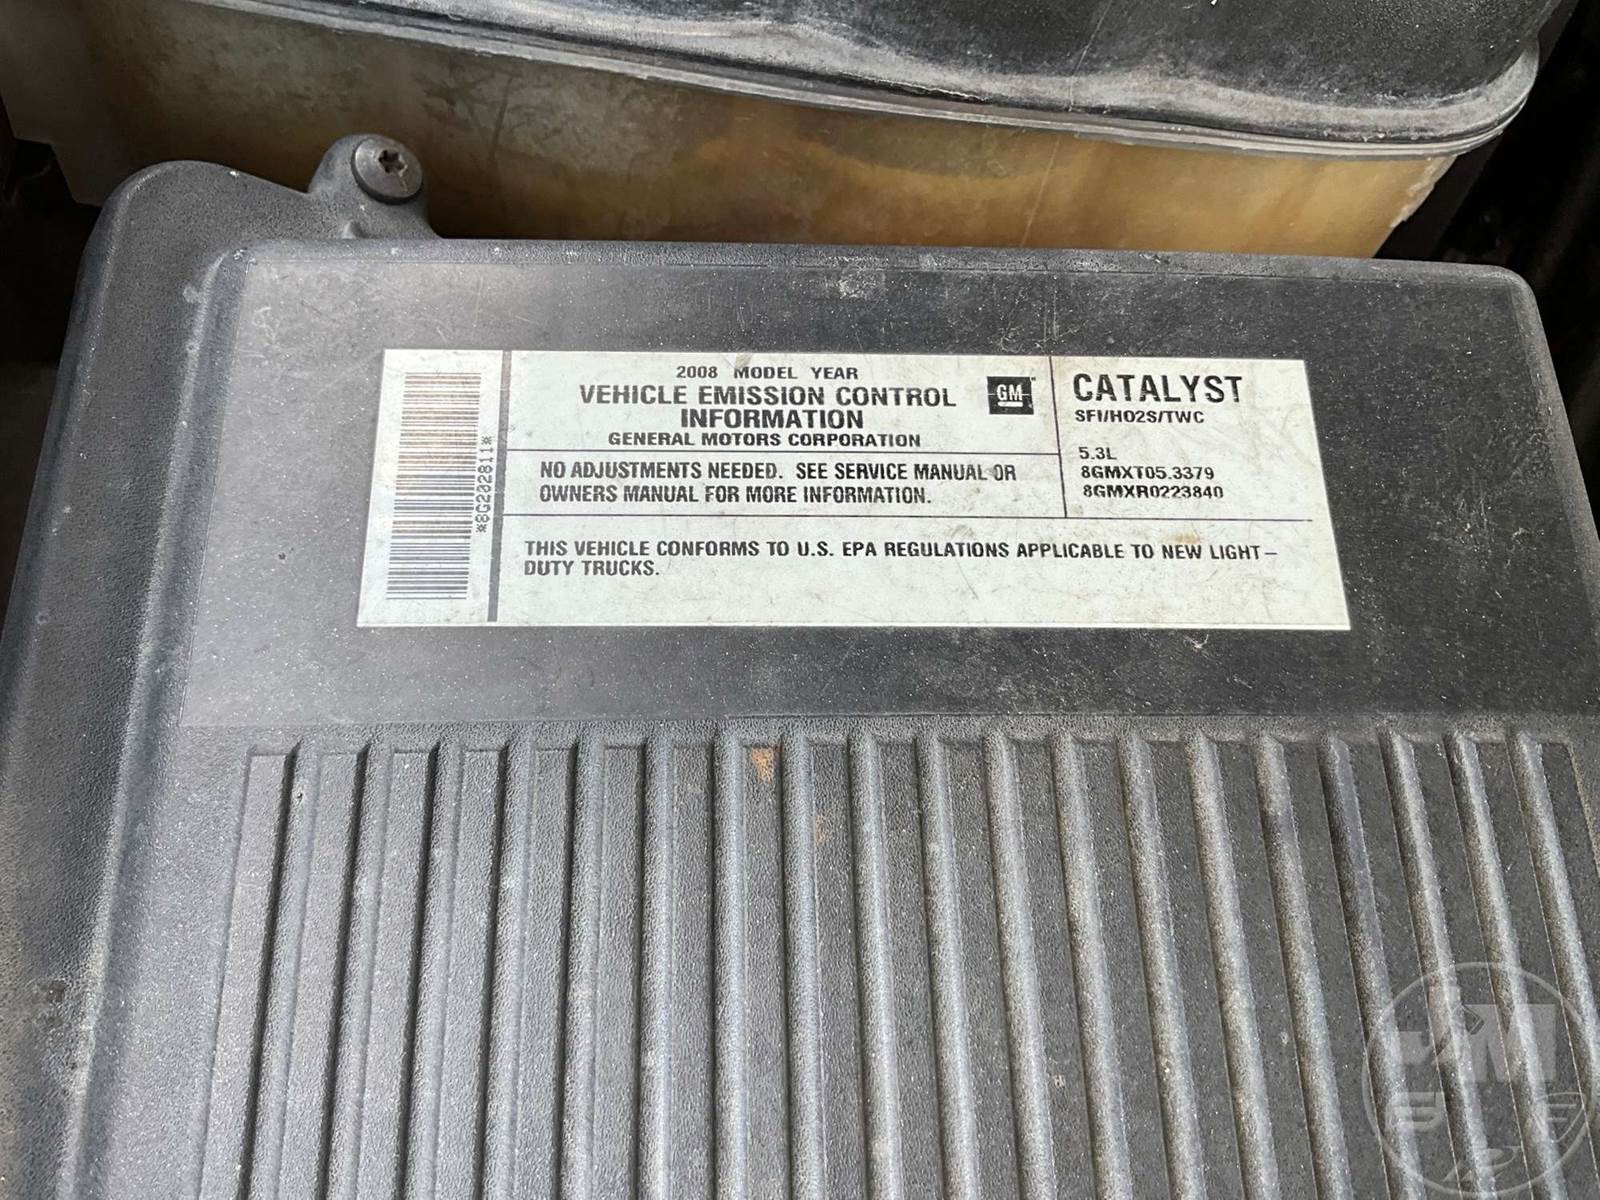 2008 MODEL YEAR
VEHICLE EMISSION CONTROL
INFORMATION
GENERAL MOTORS CORPORATION
GM
CATALYST
SFI/HO2S/TWC
5.3L
8GMXT05.3379
8GMXR0223840
NO ADJUSTMENTS NEEDED. SEE SERVICE MANUAL OR
OWNERS MANUAL FOR MORE INFORMATION.
THIS VEHICLE CONFORMS TO U.S. EPA REGULATIONS APPLICABLE TO NEW LIGHT-
DUTY TRUCKS.
*8G202811*